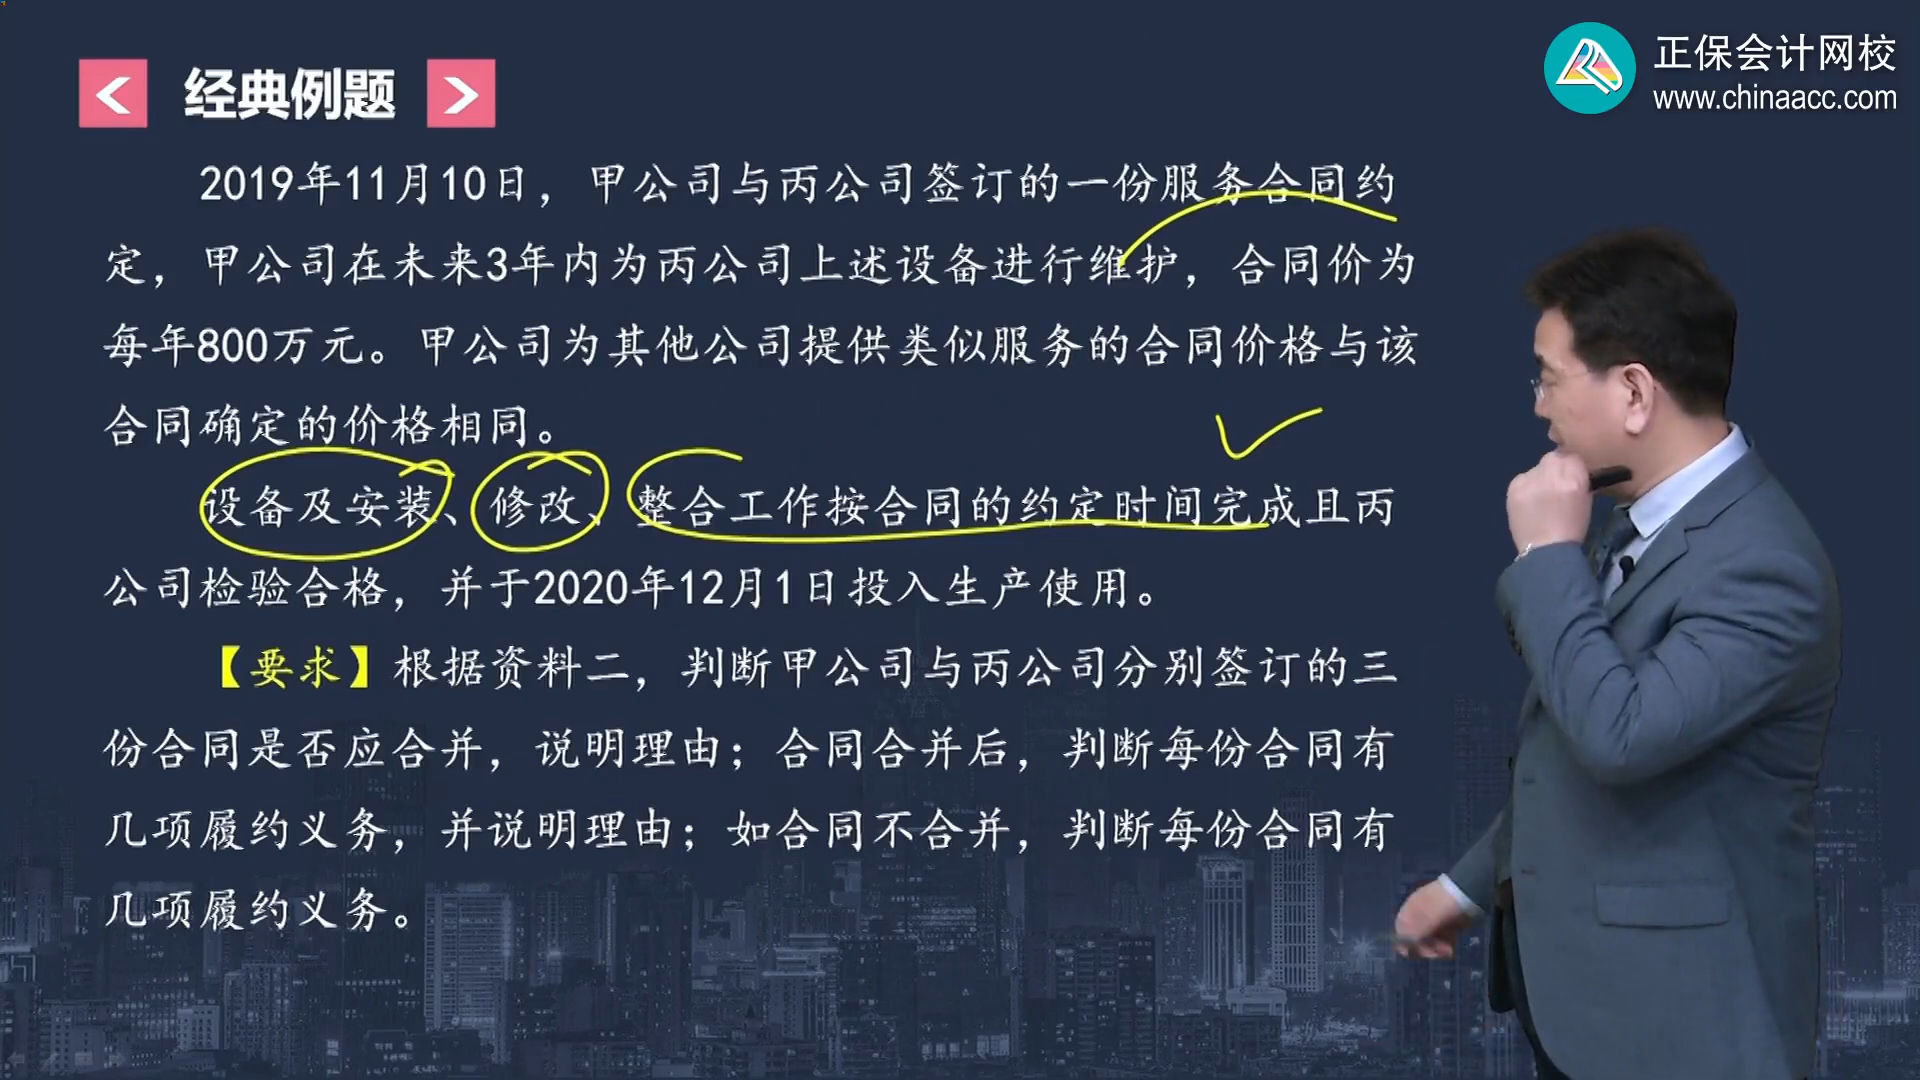 正保会计网校
www.chinaacc.com
经典例题
2019年11月10日，甲公司与丙公司签订的一份服务合同约
定，甲公司在未来3年内为丙公司上述设备进行维护，合同价为
每年800万元。甲公司为其他公司提供类似服务的合同价格与该
合同确定的价格相同。
设备及安装、修改、整合工作按合同的约定时间完成且丙
公司检验合格，并于2020年12月1日投入生产使用。
【要求】根据资料二，判断甲公司与丙公司分别签订的三
份合同是否应合并，说明理由；合同合并后，判断每份合同有
几项履约义务，并说明理由；如合同不合并，判断每份合同有
几项履约义务。